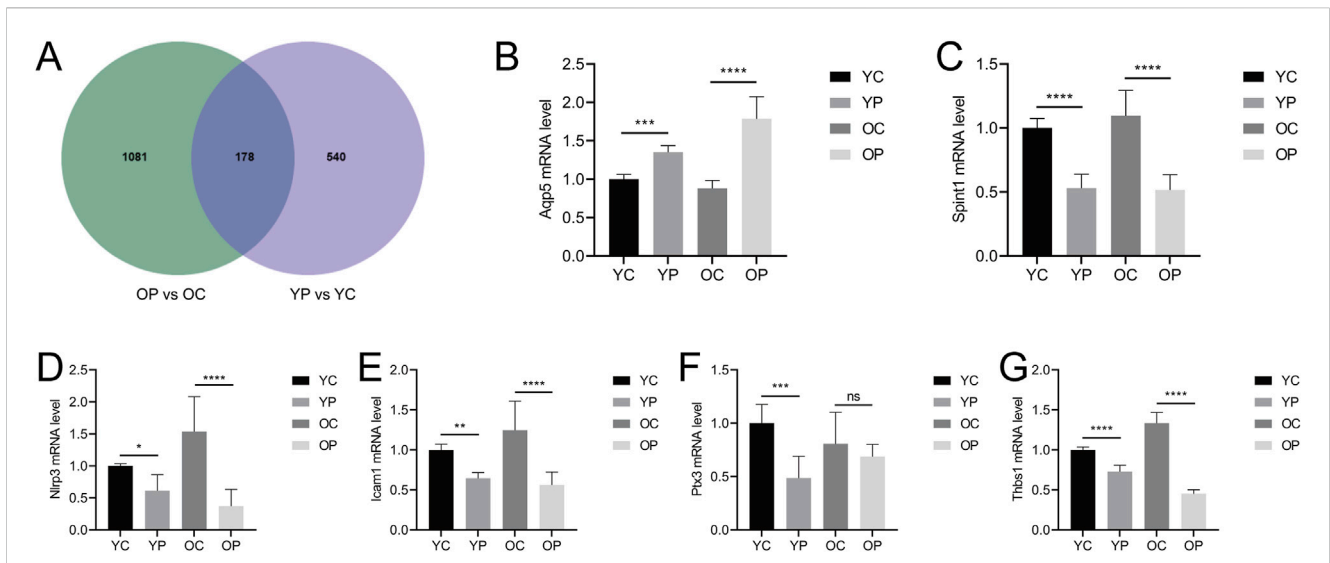 A
1081
178
540
OP vs OC
YP vs YC
B
Aqp5 mRNA level
2.5
2.0
1.5
1.0
0.5
0.0
***
****
YC
YP
OC
OP
YC
YP
OC
OP
C
Spint1 mRNA level
1.5
1.0
0.5
0.0
****
****
YC
YP
OC
OP
YC
YP
OC
OP
D
Nlrp3 mRNA level
2.5
2.0
1.5
1.0
0.5
0.0
*
****
YC
YP
OC
OP
YC
YP
OC
OP
E
Icam1 mRNA level
2.0
1.5
1.0
0.5
0.0
**
****
YC
YP
OC
OP
YC
YP
OC
OP
F
Ptx3 mRNA level
1.5
1.0
0.5
0.0
***
ns
YC
YP
OC
OP
YC
YP
OC
OP
G
Thbs1 mRNA level
2.0
1.5
1.0
0.5
0.0
****
****
YC
YP
OC
OP
YC
YP
OC
OP